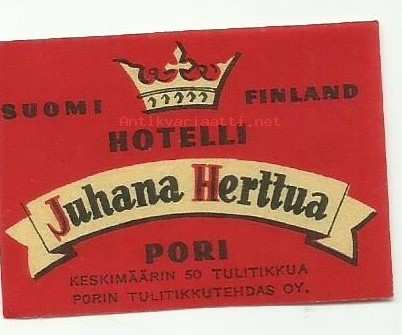 SUOMI FINLAND
Antikvariaatti.net
HOTELLI
Juhana Herttua
PORI
KESKIMÄÄRIN 50 TULITIKKUA
PORIN TULITIKKUTEHDAS OY.